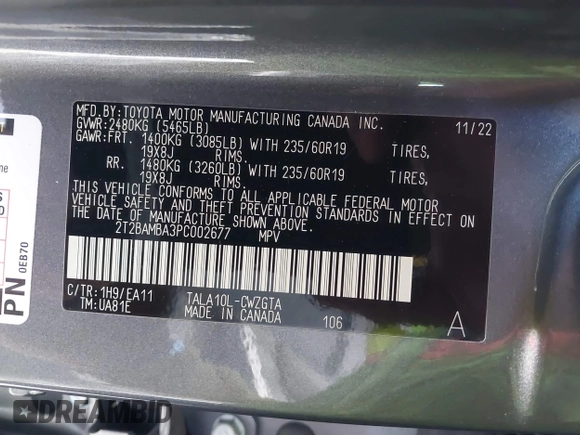 MFD.BY:TOYOTA MOTOR MANUFACTURING CANADA INC.
GVWR:2480KG (5465LB) 11/22
GAWR:FRT. 1400KG (3085LB) WITH 235/60R19 TIRES,
19X8J RIMS.
RR. 1480KG (3260LB) WITH 235/60R19 TIRES,
19X8J RIMS.
THIS VEHICLE CONFORMS TO ALL APPLICABLE FEDERAL MOTOR
VEHICLE SAFETY AND THEFT PREVENTION STANDARDS IN EFFECT ON
THE DATE OF MANUFACTURE SHOWN ABOVE.
2T2BAMBA3PC002677 MPV
C/TR:1H9/EA11 TALA10L-CWZGTA
TM:UA81E MADE IN CANADA 106 A
PN 0EB70
DREAMBID